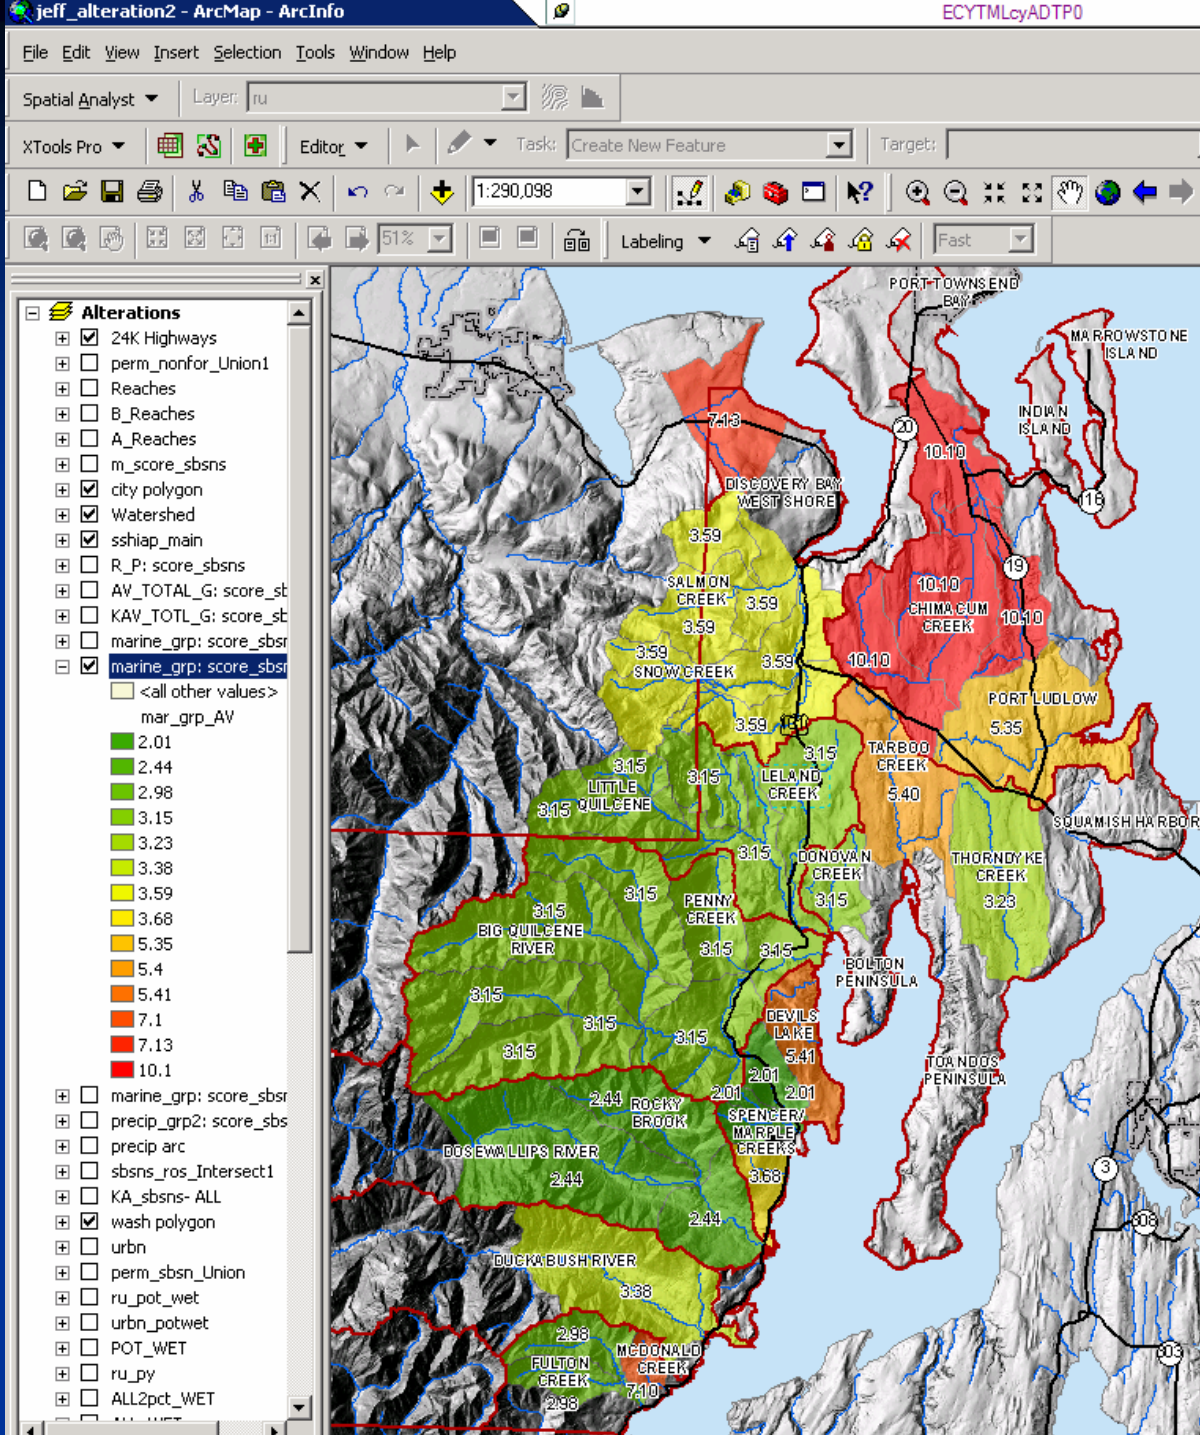 jeff_alteration2 - ArcMap - ArcInfo
ECYTMLcyADTP0
File Edit View Insert Selection Tools Window Help
Spatial Analyst Layer: ru
XTools Pro Editor Task: Create New Feature Target:
1:290,098
51% 1:1 Labeling Fast
Alterations
24K Highways
perm_nonfor_Union1
Reaches
B_Reaches
A_Reaches
m_score_sbsns
city polygon
Watershed
sshiap_main
R_P: score_sbsns
AV_TOTAL_G: score_sb
KAV_TOTL_G: score_sb
marine_grp: score_sbsr
marine_grp: score_sbsr
<all other values>
mar_grp_AV
2.01
2.44
2.98
3.15
3.23
3.38
3.59
3.68
5.35
5.4
5.41
7.1
7.13
10.1
marine_grp: score_sbsr
precip_grp2: score_sbs
precip arc
sbsns_ros_Intersect1
KA_sbsns- ALL
wash polygon
urbn
perm_sbsn_Union
ru_pot_wet
urbn_potwet
POT_WET
ru_py
ALL2pct_WET
PORT TOWNSEND
BAY
MARROWSTONE
ISLAND
INDIAN
ISLAND
7.13
20
10.10
116
DISCOVERY BAY
WEST SHORE
3.59
19
SALMON
CREEK
3.59
10.10
CHIMACUM
CREEK
10.10
3.59
3.59
SNOW CREEK
3.59
10.10
PORT LUDLOW
3.59
101
5.35
3.15
TARBOO
CREEK
3.15
3.15
LELAND
CREEK
LITTLE
QUILCENE
3.15
5.40
SQUAMISH HARBOR
3.15
DONOVAN
CREEK
THORNDYKE
CREEK
3.15
PENNY
CREEK
3.15
3.23
3.15
BIG QUILCENE
RIVER
3.15
3.15
BOLTON
PENINSULA
3.15
DEVILS
LAKE
3.15
3.15
3.15
5.41
TOANDOS
PENINSULA
2.01
2.01
2.01
2.44
ROCKY
BROOK
SPENCER/
MARPLE
CREEKS
DOSEWALLIPS RIVER
2.44
3.68
3
2.44
308
DUCKABUSH RIVER
3.38
2.98
MCDONALD
CREEK
303
FULTON
CREEK
7.10
2.98